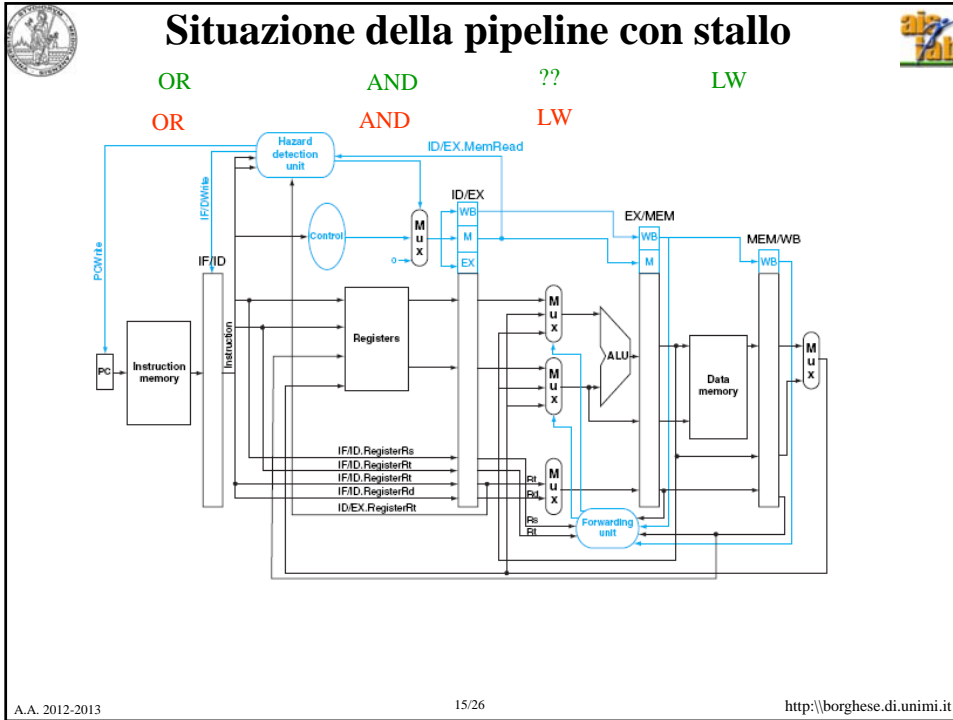 Situazione della pipeline con stallo
OR AND ?? LW
OR AND LW
Hazard
detection
unit
ID/EX.MemRead
ID/EX
IF/DWrite
PCWrite
Control
0
M
u
x
WB
M
EX
EX/MEM
WB
M
MEM/WB
WB
IF/ID
PC
Instruction
memory
Instruction
Registers
M
u
x
M
u
x
ALU
Data
memory
M
u
x
IF/ID.RegisterRs
IF/ID.RegisterRt
IF/ID.RegisterRt
IF/ID.RegisterRd
ID/EX.RegisterRt
Rt
Rd
M
u
x
Rs
Rt
Forwarding
unit
A.A. 2012-2013
15/26
http:\\borghese.di.unimi.it